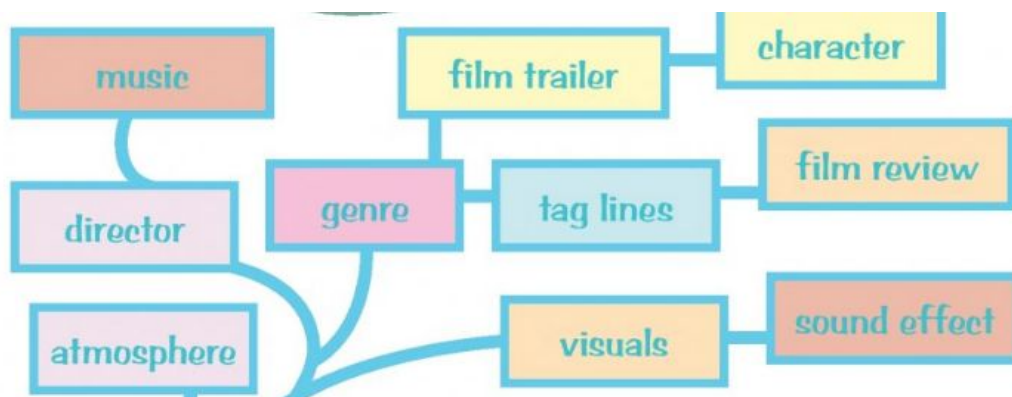 music
film trailer
character
director
genre
tag lines
film review
atmosphere
visuals
sound effect